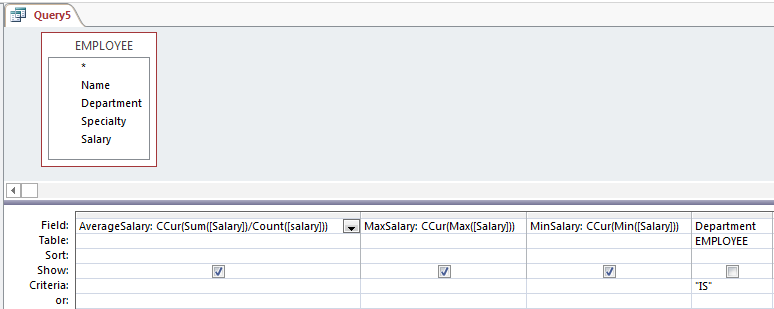 Query5
EMPLOYEE
*
Name
Department
Specialty
Salary
Field: AverageSalary: CCur(Sum([Salary])/Count([salary])) MaxSalary: CCur(Max([Salary])) MinSalary: CCur(Min([Salary])) Department
Table: EMPLOYEE
Sort:
Show:
Criteria: "IS"
or: